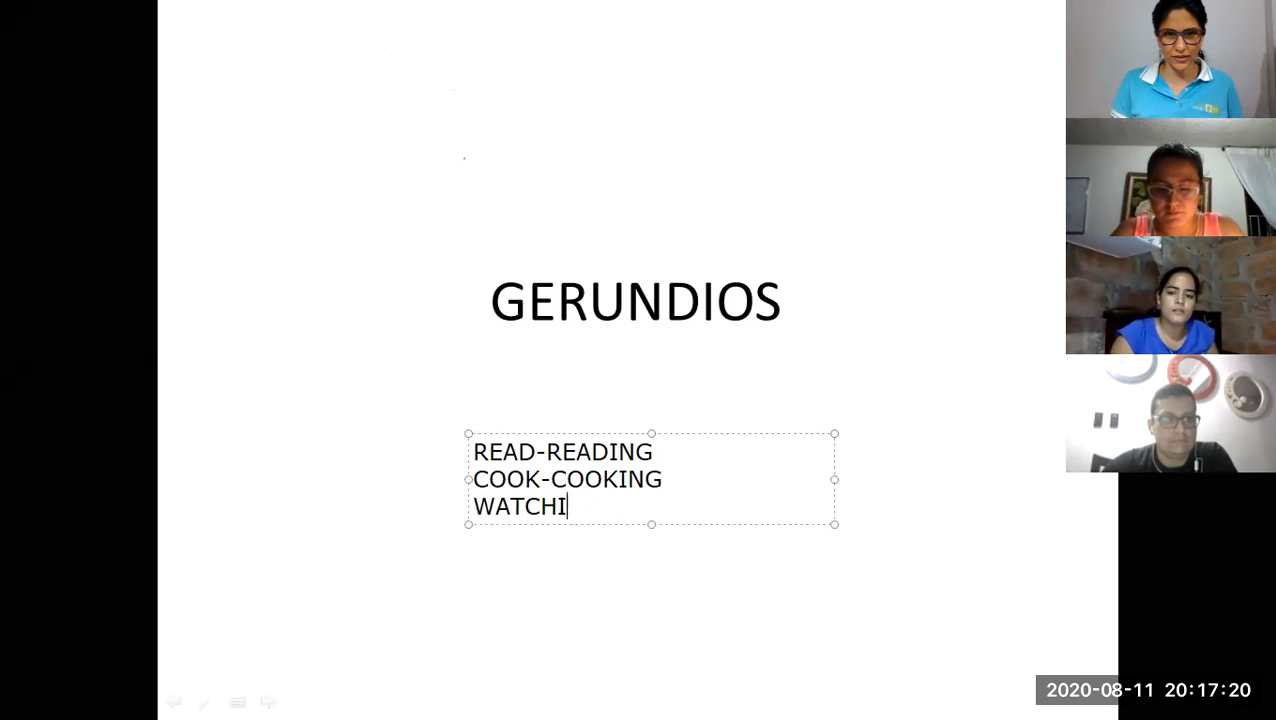 GERUNDIOS
READ-READING
COOK-COOKING
WATCHI
2020-08-11 20:17:20